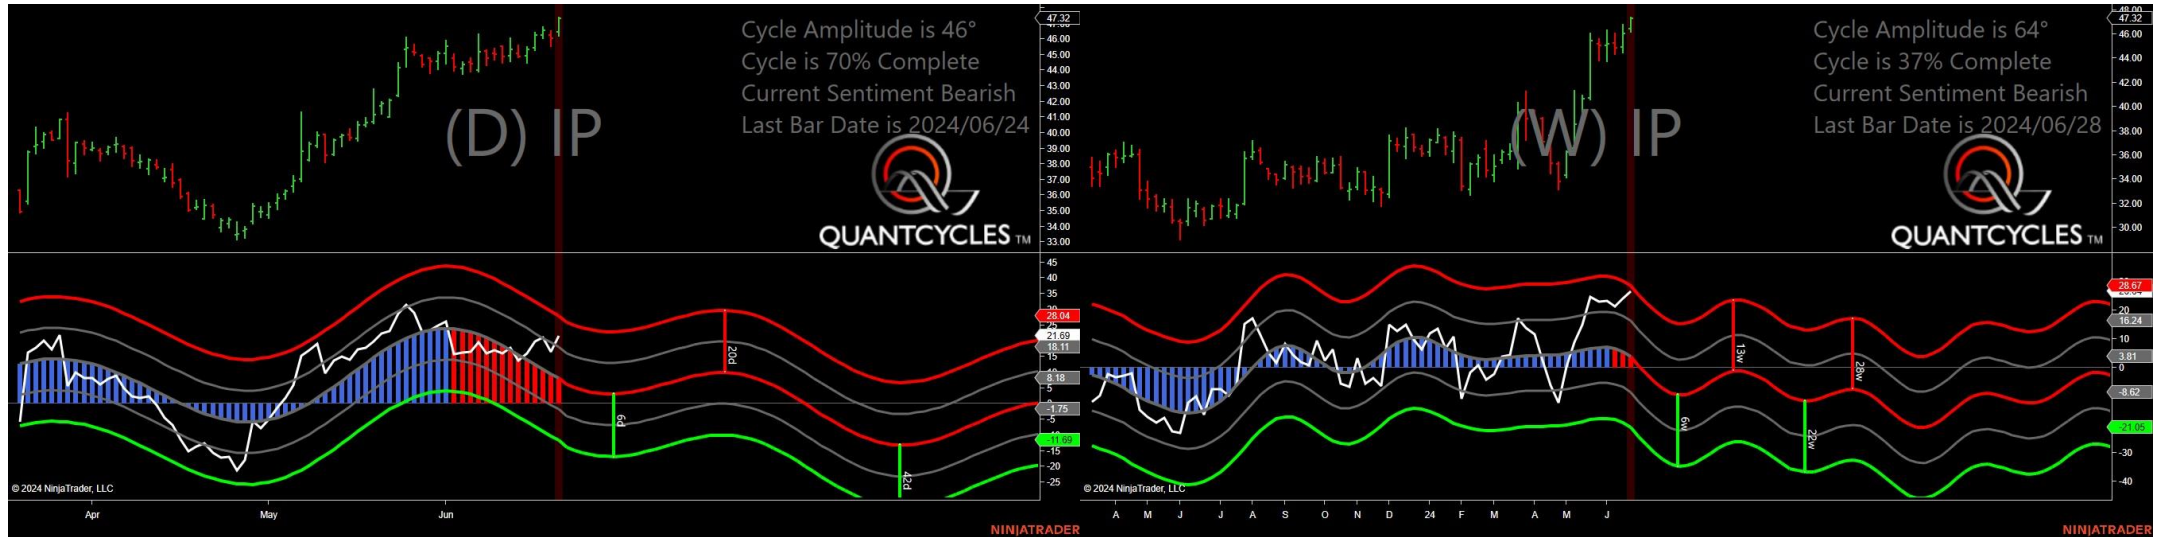 Cycle Amplitude is 46°
Cycle is 70% Complete
Current Sentiment Bearish
Last Bar Date is 2024/06/24
(D) IP
QUANTCYCLES TM
47.32
46.00
45.00
44.00
43.00
42.00
41.00
40.00
39.00
38.00
37.00
36.00
35.00
34.00
33.00
45
40
35
28.04
21.69
18.11
15
8.18
5
-1.75
-5
-11.69
-15
-20
-25
20d
6d
42d
© 2024 NinjaTrader, LLC
Apr
May
Jun
NINJATRADER
Cycle Amplitude is 64°
Cycle is 37% Complete
Current Sentiment Bearish
Last Bar Date is 2024/06/28
(W) IP
QUANTCYCLES TM
48.00
47.32
46.00
44.00
42.00
40.00
38.00
36.00
34.00
32.00
30.00
28.67
20
16.24
3.81
0
-8.62
-21.05
-30
-40
13w
28w
6w
22w
© 2024 NinjaTrader, LLC
A M J J A S O N D 24 F M A M J
NINJATRADER